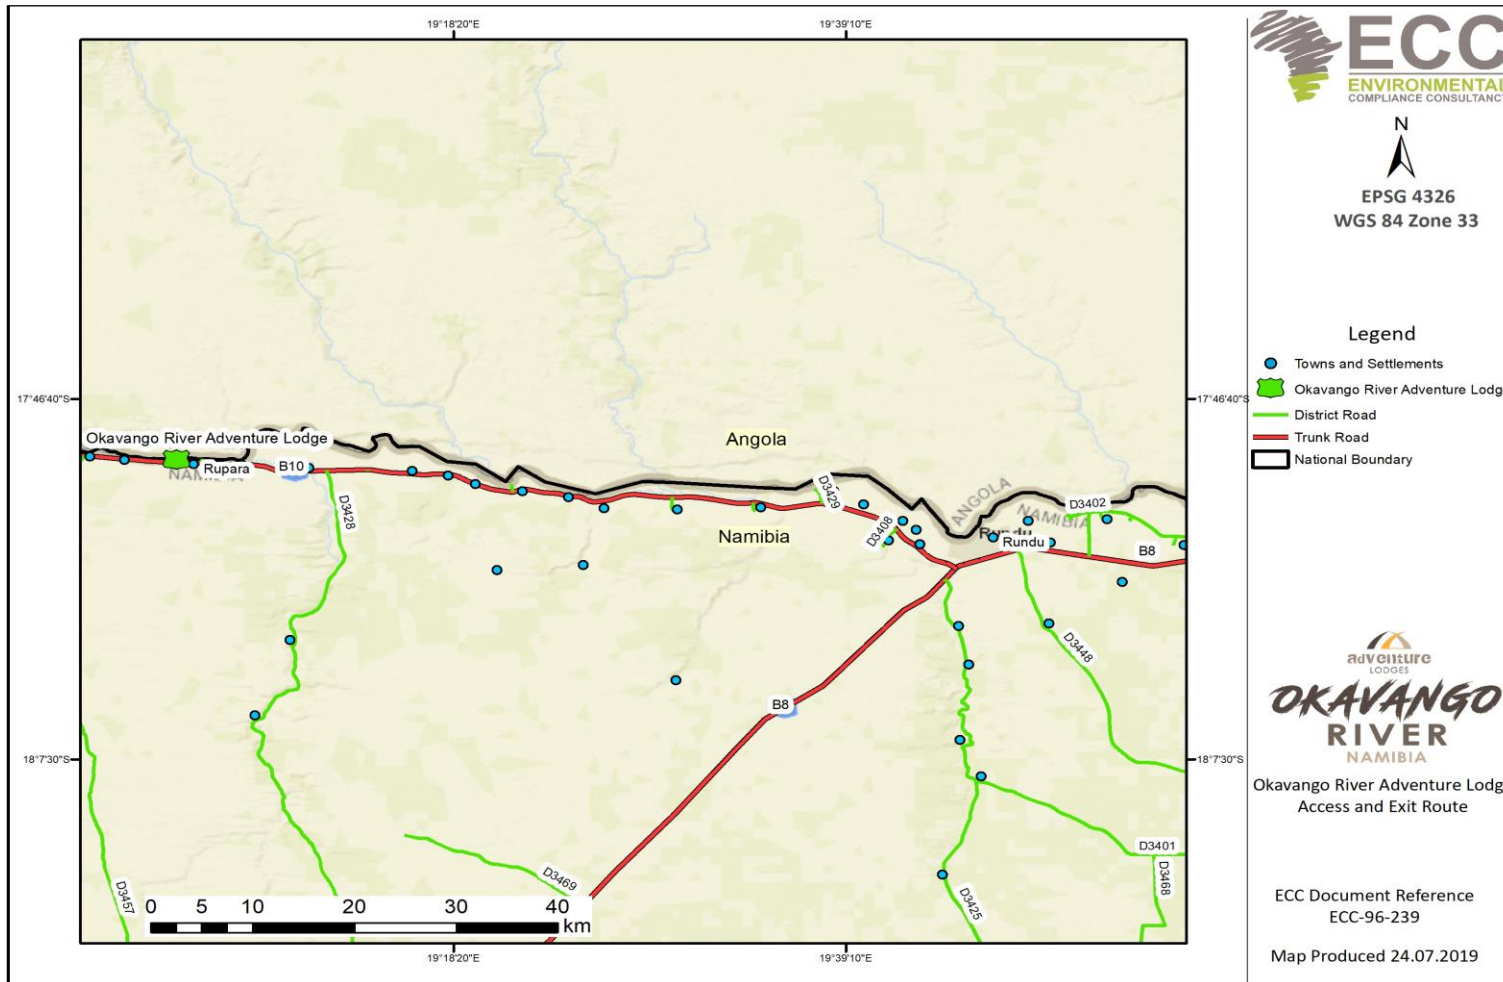 19°18'20"E
19°39'10"E
17°46'40"S
17°46'40"S
Okavango River Adventure Lodge
Rupara
NAMIBIA
B10
Angola
Namibia
D3428
D3429
D3408
ANGOLA
NAMIBIA
Rundu
Rundu
D3402
B8
D3448
B8
18°7'30"S
18°7'30"S
D3401
D3468
D3469
D3457
D3425
0 5 10 20 30 40
km
19°18'20"E
19°39'10"E
ECC
ENVIRONMENTAL
COMPLIANCE CONSULTANCY
N
EPSG 4326
WGS 84 Zone 33
Legend
Towns and Settlements
Okavango River Adventure Lodg
District Road
Trunk Road
National Boundary
adventure
LODGES
OKAVANGO
RIVER
NAMIBIA
Okavango River Adventure Lodg
Access and Exit Route
ECC Document Reference
ECC-96-239
Map Produced 24.07.2019